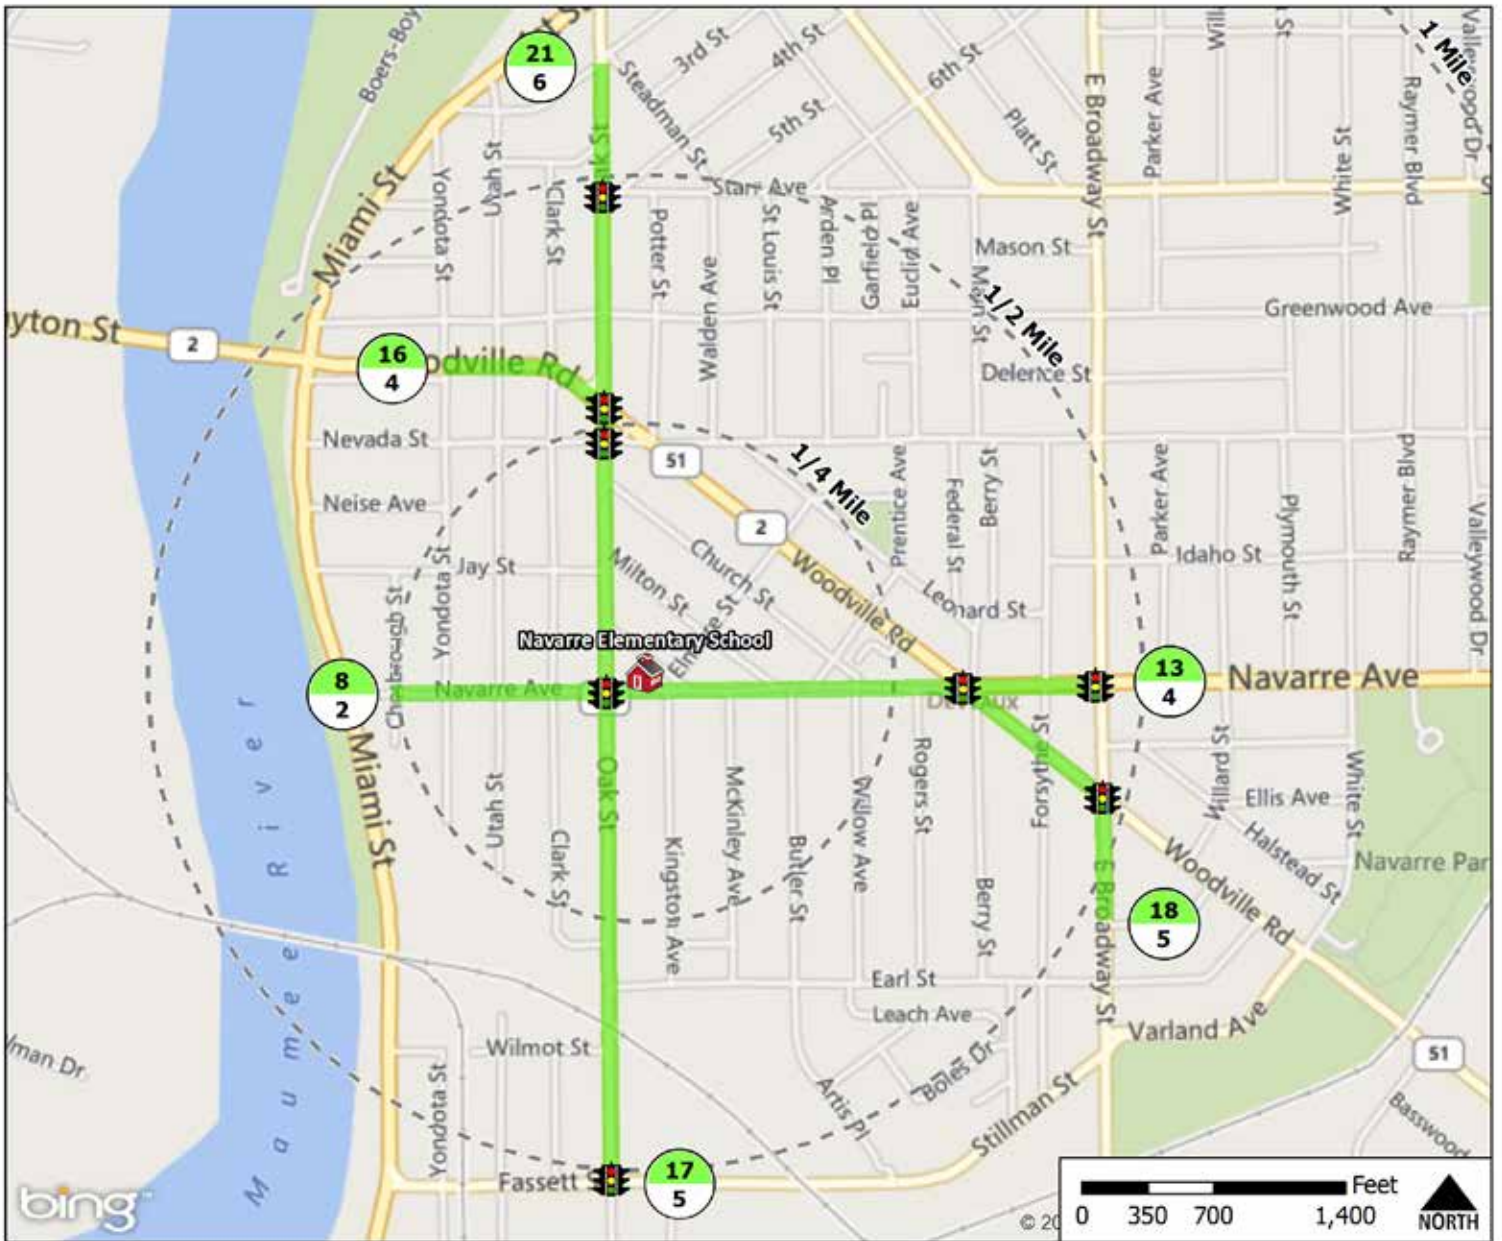 21
6
Boers-Boy
Steadman St
3rd St
4th St
5th St
6th St
Platt St
E Broadway St
Parker Ave
White St
Raymer Blvd
1 Mile
Miami St
Yondota St
Utah St
Clark St
Potter St
Walden Ave
Starr Ave
St Louis St
Arden Pl
Garfield Pl
Euclid Ave
Mason St
Main St
1/2 Mile
Greenwood Ave
Delence St
yton St
2
16
4
odville Rd
Nevada St
51
Neise Ave
2
1/4 Mile
Prentice Ave
Federal St
Berry St
Parker Ave
Idaho St
Plymouth St
Raymer Blvd
Valleywood Dr
Jay St
Yondota St
Milton St
Church St
Woodville Rd
Leonard St
Navarre Elementary School
8
2
Navarre Ave
13
4
Navarre Ave
Maumee River
Miami St
Utah St
Clark St
Oak St
Kingston Ave
McKinley Ave
Butler St
Willow Ave
Rogers St
Berry St
Forsythe St
E Broadway St
Willard St
Ellis Ave
Halstead St
White St
Navarre Par
Woodville Rd
18
5
Earl St
Leach Ave
Varland Ave
51
lman Dr
Wilmot St
Yondota St
Artis Pl
Boles Dr
Stillman St
Basswood
Fassett
17
5
bing
© 20
Feet
0 350 700 1,400
NORTH